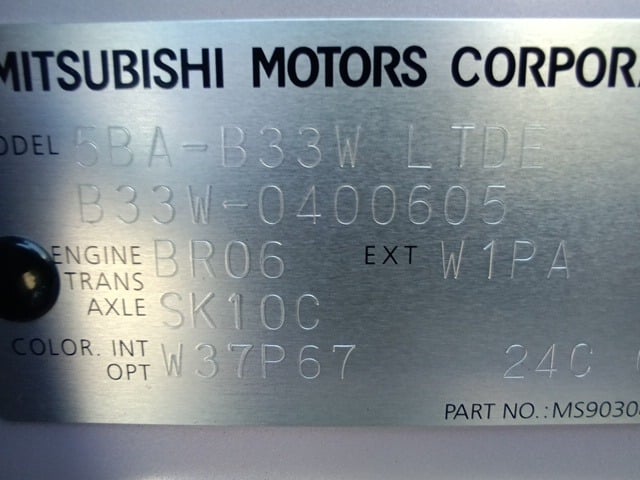 MITSUBISHI MOTORS CORPORA
ODEL 5BA-B33W LTDE
B33W-0400605
ENGINE BR06 EXT W1PA
TRANS
AXLE SK10C
COLOR. INT W37P67 24C
OPT
PART NO.:MS9030